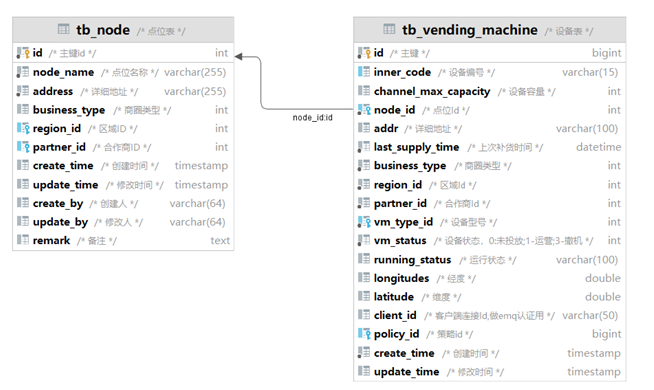 tb_node /* 点位表 */
id /* 主键id */ int
node_name /* 点位名称 */ varchar(255)
address /* 详细地址 */ varchar(255)
business_type /* 商圈类型 */ int
region_id /* 区域ID */ int
partner_id /* 合作商ID */ int
create_time /* 创建时间 */ timestamp
update_time /* 修改时间 */ timestamp
create_by /* 创建人 */ varchar(64)
update_by /* 修改人 */ varchar(64)
remark /* 备注 */ text
node_id:id
tb_vending_machine /* 设备表 */
id /* 主键 */ bigint
inner_code /* 设备编号 */ varchar(15)
channel_max_capacity /* 设备容量 */ int
node_id /* 点位Id */ int
addr /* 详细地址 */ varchar(100)
last_supply_time /* 上次补货时间 */ datetime
business_type /* 商圈类型 */ int
region_id /* 区域Id */ int
partner_id /* 合作商Id */ int
vm_type_id /* 设备型号 */ int
vm_status /* 设备状态，0:未投放;1-运营;3-撤机 */ int
running_status /* 运行状态 */ varchar(100)
longitudes /* 经度 */ double
latitude /* 维度 */ double
client_id /* 客户端连接Id,做emq认证用 */ varchar(50)
policy_id /* 策略id */ bigint
create_time /* 创建时间 */ timestamp
update_time /* 修改时间 */ timestamp